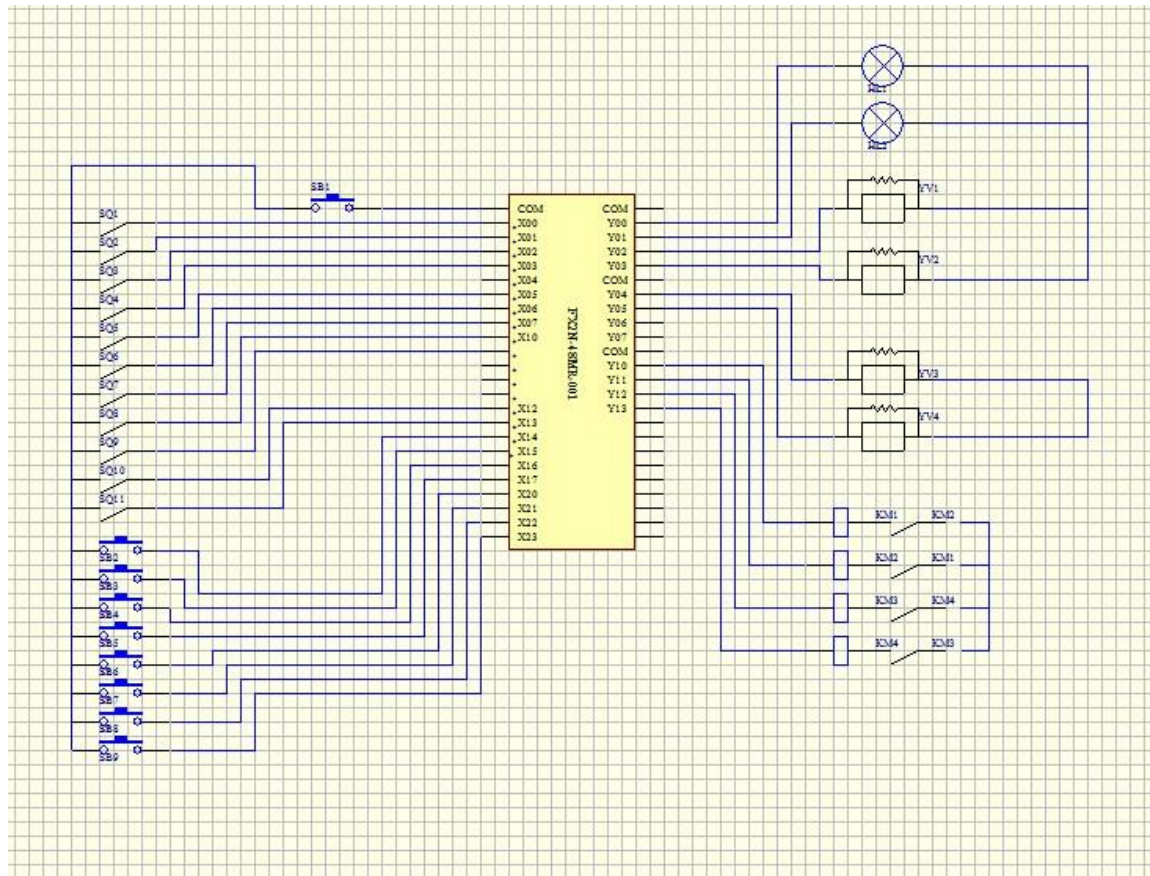 HL1
HL2
SB1
YV1
COM COM
SQ1
X00 Y00
SQ2
X01 Y01
X02 Y02
YV2
SQ3
X03 Y03
X04 COM
SQ4
X05 Y04
X06 Y05
SQ5
X07 Y06
X10 Y07
FX2N-48MR-001
SQ6
COM
Y10
YV3
SQ7
Y11
Y12
SQ8
X12 Y13
YV4
X13
SQ9
X14
X15
SQ10
X16
X17
SQ11
X20
X21
KM1 KM2
X22
X23
SB2
KM2 KM1
SB3
KM3 KM4
SB4
SB5
KM4 KM3
SB6
SB7
SB8
SB9